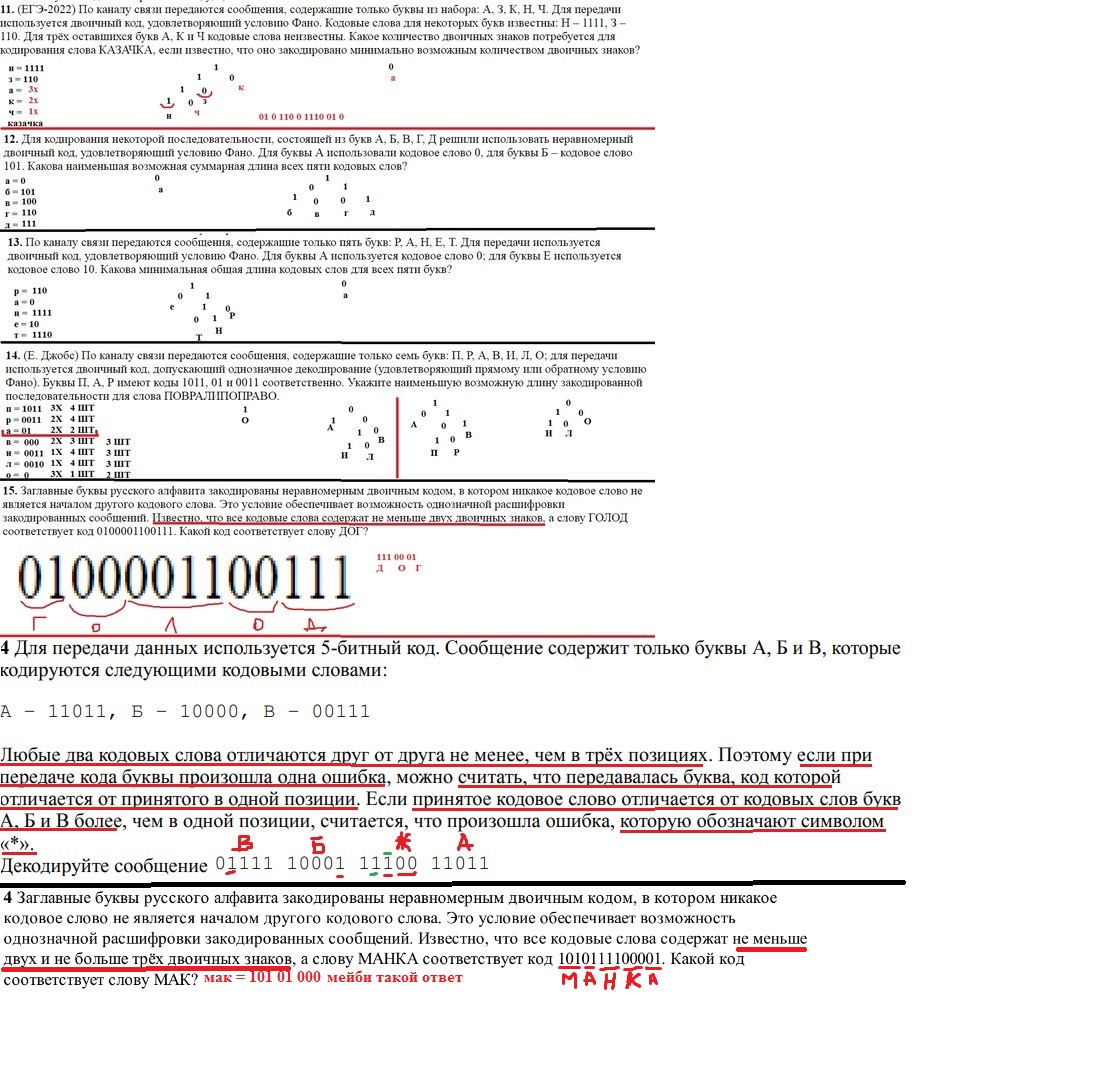 11. (ЕГЭ-2022) По каналу связи передаются сообщения, содержащие только буквы из набора: А, З, К, Н, Ч. Для передачи
используется двоичный код, удовлетворяющий условию Фано. Кодовые слова для некоторых букв известны: Н – 1111, З –
110. Для трёх оставшихся букв А, К и Ч кодовые слова неизвестны. Какое количество двоичных знаков потребуется для
кодирования слова КАЗАЧКА, если известно, что оно закодировано минимально возможным количеством двоичных знаков?
н = 1111
з = 110
а = 3х
к = 2х
ч = 1х
казачка
1 0
1 0 а
1 0 к
1 0 з
н ч
01 0 110 0 1110 01 0
12. Для кодирования некоторой последовательности, состоящей из букв А, Б, В, Г, Д решили использовать неравномерный
двоичный код, удовлетворяющий условию Фано. Для буквы А использовали кодовое слово 0, для буквы Б – кодовое слово
101. Какова наименьшая возможная суммарная длина всех пяти кодовых слов?
а = 0
б = 101
в = 100
г = 110
д = 111
0 1
а 0 1
1 0 0 1
б в г д
13. По каналу связи передаются сообщения, содержащие только пять букв: Р, А, Н, Е, Т. Для передачи используется
двоичный код, удовлетворяющий условию Фано. Для буквы А используется кодовое слово 0; для буквы Е используется
кодовое слово 10. Какова минимальная общая длина кодовых слов для всех пяти букв?
р = 110
а = 0
н = 1111
е = 10
т = 1110
1 0
0 1 а
е 1 0 Р
0 1
Т Н
14. (Е. Джобс) По каналу связи передаются сообщения, содержащие только семь букв: П, Р, А, В, И, Л, О; для передачи
используется двоичный код, допускающий однозначное декодирование (удовлетворяющий прямому или обратному условию
Фано). Буквы П, А, Р имеют коды 1011, 01 и 0011 соответственно. Укажите наименьшую возможную длину закодированной
последовательности для слова ПОВРАЛИПОПРАВО.
п = 1011 3Х 4 ШТ
р = 0011 2Х 4 ШТ
а = 01 2Х 2 ШТ
в = 000 2Х 3 ШТ 3 ШТ
и = 0011 1Х 4 ШТ 3 ШТ
л = 0010 1Х 4 ШТ 3 ШТ
о = 0 3Х 1 ШТ 2 ШТ
1 0 1 0
О 1 0 0 1 1 0
А 1 0 А 0 1 1 0 О
1 0 В 1 0 В И Л
И Л П Р
15. Заглавные буквы русского алфавита закодированы неравномерным двоичным кодом, в котором никакое кодовое слово не
является началом другого кодового слова. Это условие обеспечивает возможность однозначной расшифровки
закодированных сообщений. Известно, что все кодовые слова содержат не меньше двух двоичных знаков, а слову ГОЛОД
соответствует код 0100001100111. Какой код соответствует слову ДОГ?
0100001100111
Г О Л О Д
111 00 01
Д О Г
4 Для передачи данных используется 5-битный код. Сообщение содержит только буквы А, Б и В, которые
кодируются следующими кодовыми словами:
А – 11011, Б – 10000, В – 00111
Любые два кодовых слова отличаются друг от друга не менее, чем в трёх позициях. Поэтому если при
передаче кода буквы произошла одна ошибка, можно считать, что передавалась буква, код которой
отличается от принятого в одной позиции. Если принятое кодовое слово отличается от кодовых слов букв
А, Б и В более, чем в одной позиции, считается, что произошла ошибка, которую обозначают символом
«*».
В Б Ж А
Декодируйте сообщение 01111 10001 11100 11011
4 Заглавные буквы русского алфавита закодированы неравномерным двоичным кодом, в котором никакое
кодовое слово не является началом другого кодового слова. Это условие обеспечивает возможность
однозначной расшифровки закодированных сообщений. Известно, что все кодовые слова содержат не меньше
двух и не больше трёх двоичных знаков, а слову МАНКА соответствует код 1010111100001. Какой код
соответствует слову МАК? мак = 101 01 000 мейби такой ответ
М А Н К А